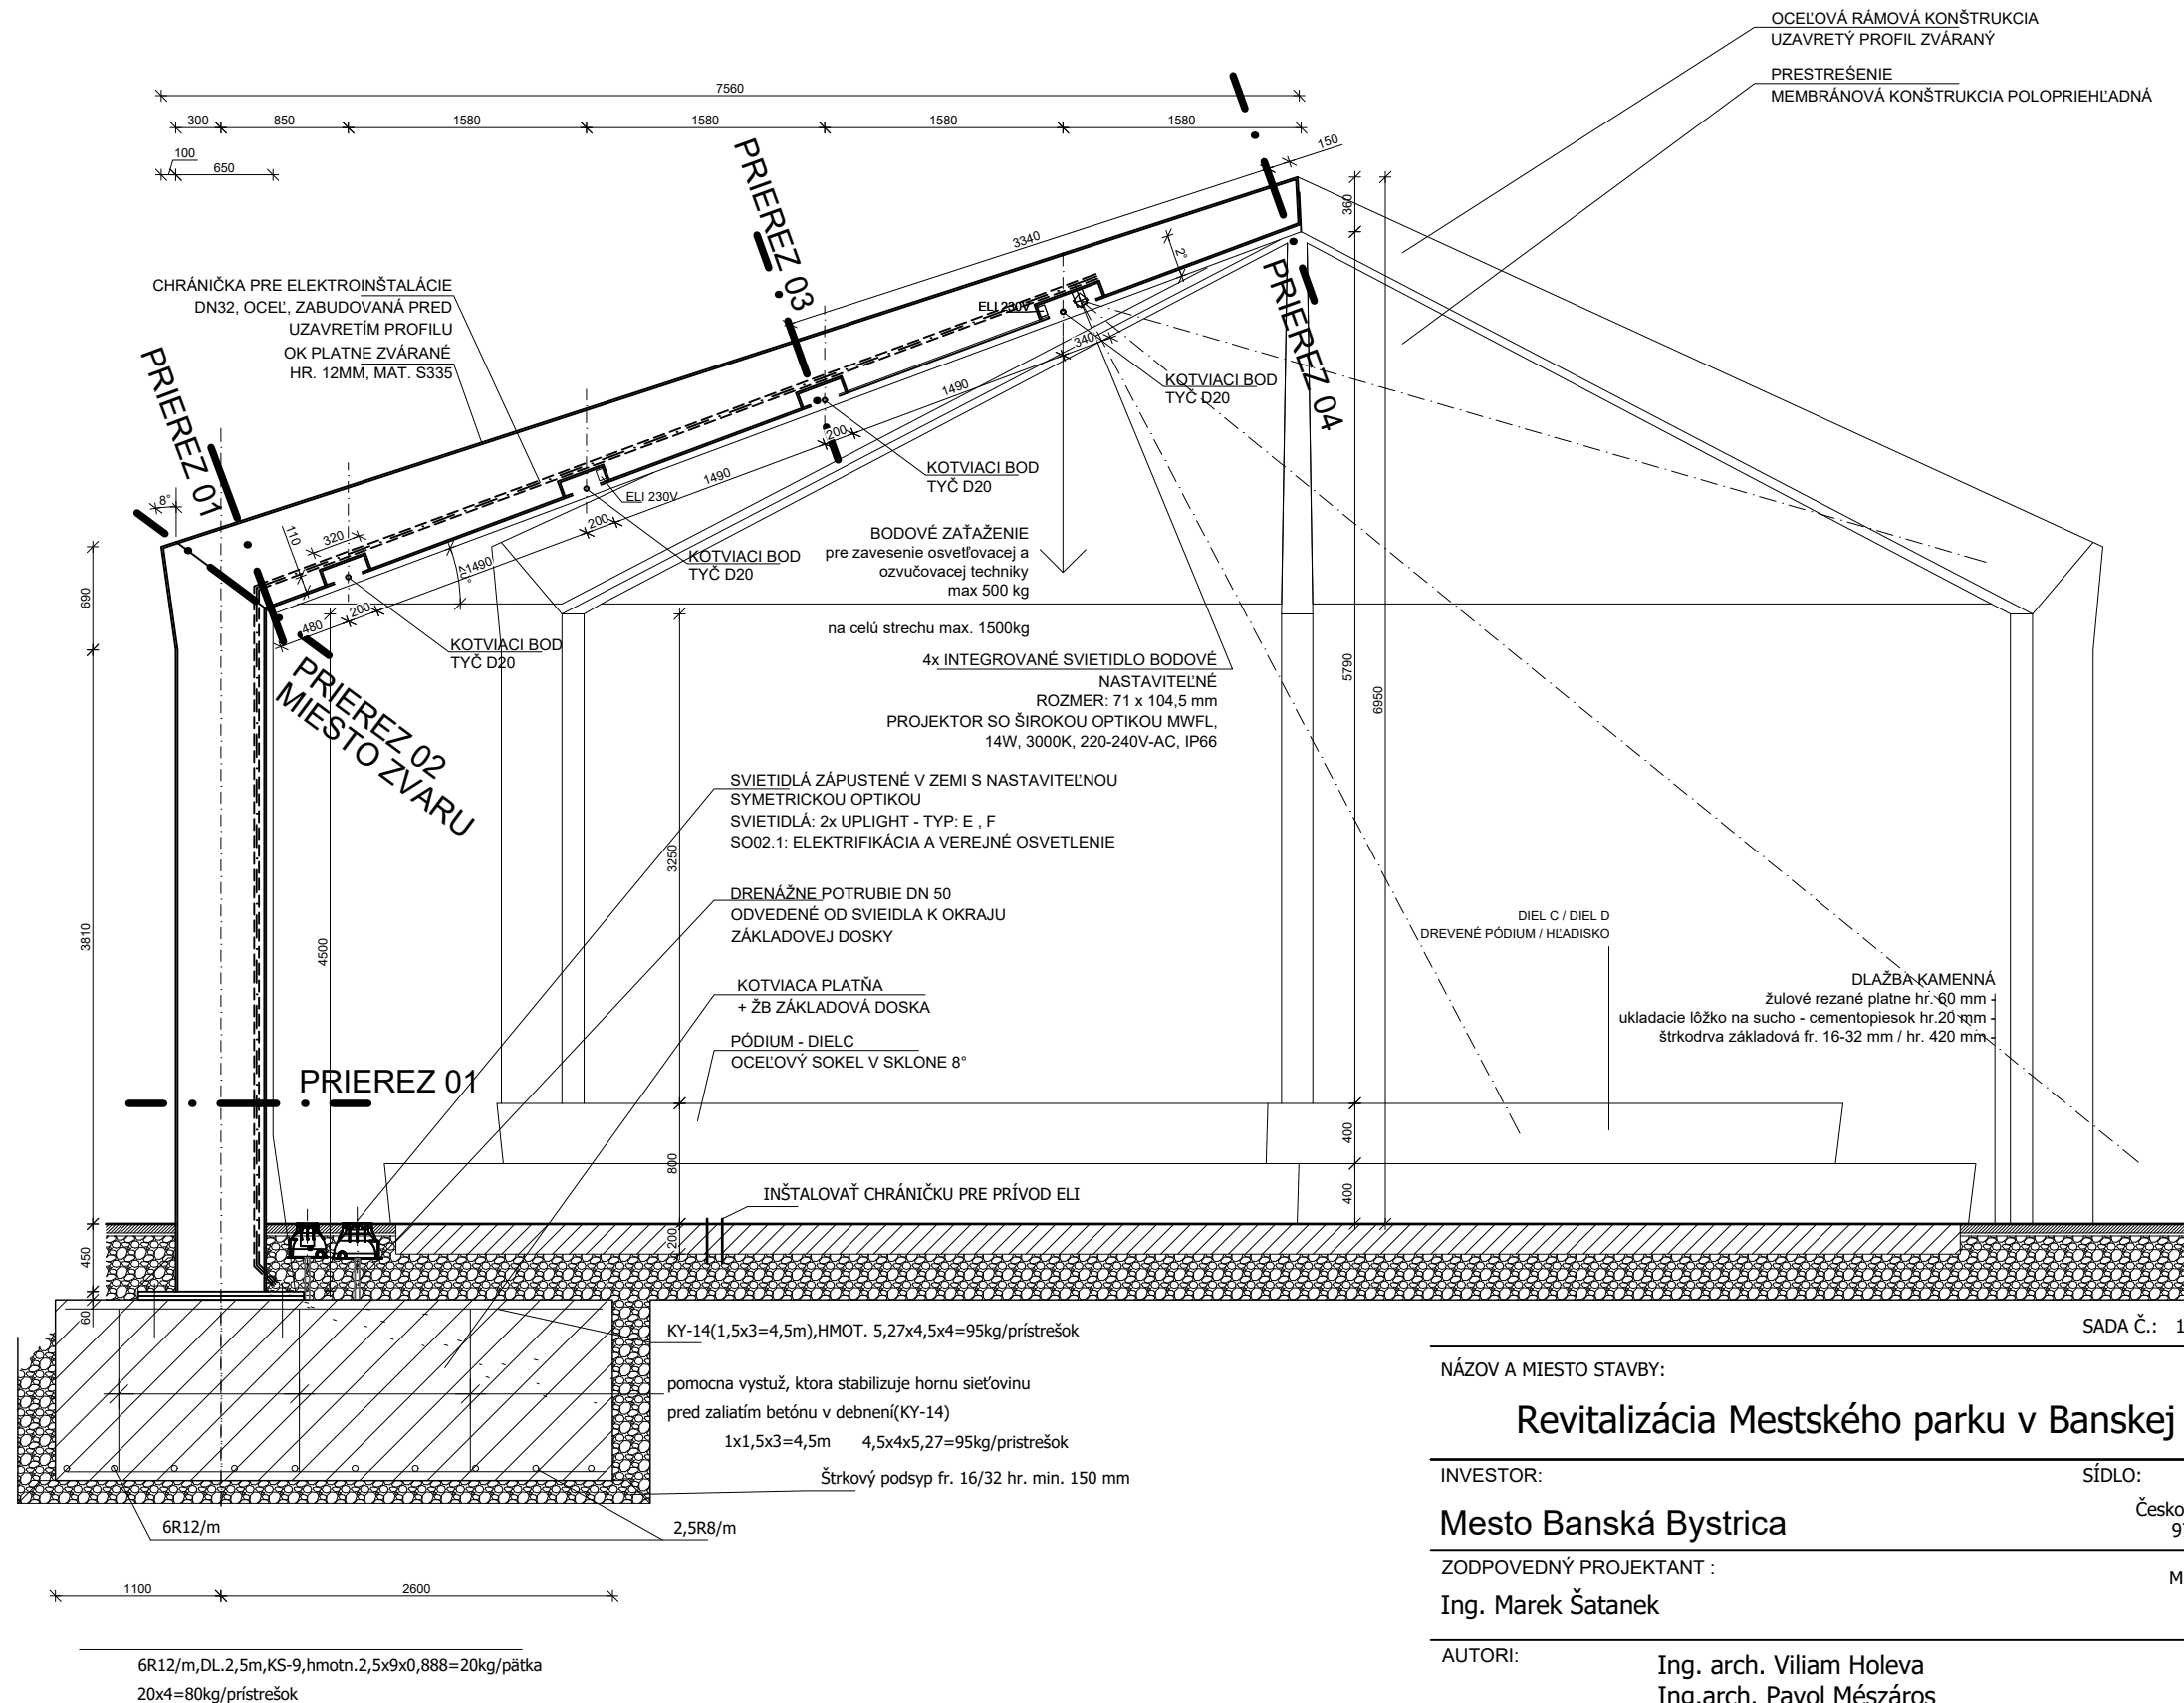 OCEĽOVÁ RÁMOVÁ KONŠTRUKCIA
UZAVRETÝ PROFIL ZVÁRANÝ
PRESTREŠENIE
MEMBRÁNOVÁ KONŠTRUKCIA POLOPRIEHĽADNÁ
7560
300
850
1580
1580
1580
1580
100
650
150
360
3340
2°
PRIEREZ 03
PRIEREZ 04
CHRÁNIČKA PRE ELEKTROINŠTALÁCIE
DN32, OCEĽ, ZABUDOVANÁ PRED
UZAVRETÍM PROFILU
OK PLATNE ZVÁRANÉ
HR. 12MM, MAT. S335
PRIEREZ 01
8°
110
320
ELI 230V
340
KOTVIACI BOD
TYČ D20
1490
200
KOTVIACI BOD
TYČ D20
1490
ELI 230V
200
KOTVIACI BOD
TYČ D20
1490
200
480
KOTVIACI BOD
TYČ D20
BODOVÉ ZAŤAŽENIE
pre zavesenie osvetľovacej a
ozvučovacej techniky
max 500 kg
na celú strechu max. 1500kg
4x INTEGROVANÉ SVIETIDLO BODOVÉ
NASTAVITEĽNÉ
ROZMER: 71 x 104,5 mm
PROJEKTOR SO ŠIROKOU OPTIKOU MWFL,
14W, 3000K, 220-240V-AC, IP66
690
5790
6950
PRIEREZ 02
MIESTO ZVARU
SVIETIDLÁ ZÁPUSTENÉ V ZEMI S NASTAVITEĽNOU
SYMETRICKOU OPTIKOU
SVIETIDLÁ: 2x UPLIGHT - TYP: E , F
SO02.1: ELEKTRIFIKÁCIA A VEREJNÉ OSVETLENIE
3250
DRENÁŽNE POTRUBIE DN 50
ODVEDENÉ OD SVIEIDLA K OKRAJU
ZÁKLADOVEJ DOSKY
3810
4500
DIEL C / DIEL D
DREVENÉ PÓDIUM / HĽADISKO
KOTVIACA PLATŇA
+ ŽB ZÁKLADOVÁ DOSKA
DLAŽBA KAMENNÁ
žulové rezané platne hr. 60 mm -
ukladacie lôžko na sucho - cementopiesok hr.20 mm -
štrkodrva základová fr. 16-32 mm / hr. 420 mm -
PÓDIUM - DIELC
OCEĽOVÝ SOKEL V SKLONE 8°
PRIEREZ 01
400
800
400
INŠTALOVAŤ CHRÁNIČKU PRE PRÍVOD ELI
200
450
60
KY-14(1,5x3=4,5m),HMOT. 5,27x4,5x4=95kg/prístrešok
pomocna vystuž, ktora stabilizuje hornu sieťovinu
pred zaliatím betónu v debnení(KY-14)
1x1,5x3=4,5m 4,5x4x5,27=95kg/pristrešok
Štrkový podsyp fr. 16/32 hr. min. 150 mm
6R12/m
2,5R8/m
1100
2600
6R12/m,DL.2,5m,KS-9,hmotn.2,5x9x0,888=20kg/pätka
20x4=80kg/prístrešok
SADA Č.: 1
NÁZOV A MIESTO STAVBY:
Revitalizácia Mestského parku v Banskej
INVESTOR:
SÍDLO:
Mesto Banská Bystrica
Česko
ZODPOVEDNÝ PROJEKTANT :
M
Ing. Marek Šatanek
AUTORI:
Ing. arch. Viliam Holeva
Ing.arch. Pavol Mészáros